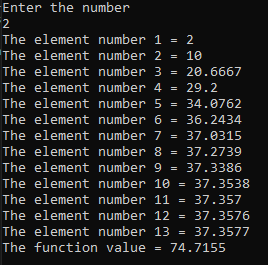 Enter the number
2
The element number 1 = 2
The element number 2 = 10
The element number 3 = 20.6667
The element number 4 = 29.2
The element number 5 = 34.0762
The element number 6 = 36.2434
The element number 7 = 37.0315
The element number 8 = 37.2739
The element number 9 = 37.3386
The element number 10 = 37.3538
The element number 11 = 37.357
The element number 12 = 37.3576
The element number 13 = 37.3577
The function value = 74.7155